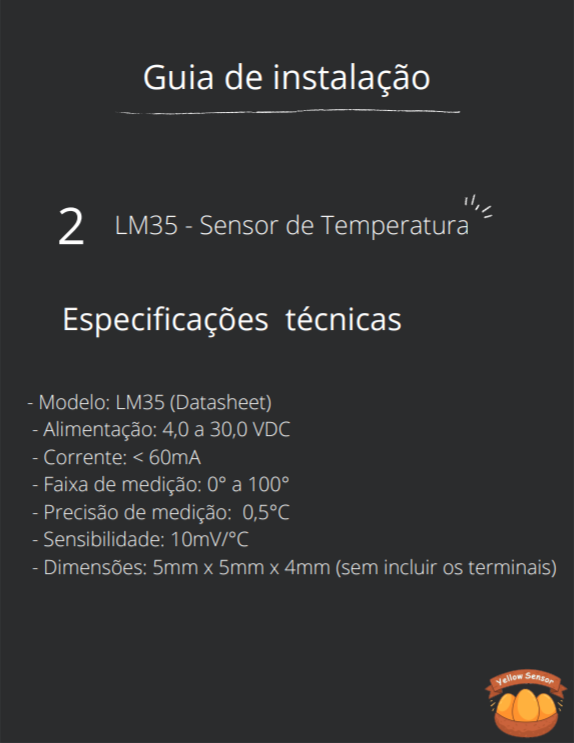 Guia de instalação
2 LM35 - Sensor de Temperatura
Especificações técnicas
- Modelo: LM35 (Datasheet)
- Alimentação: 4,0 a 30,0 VDC
- Corrente: < 60mA
- Faixa de medição: 0° a 100°
- Precisão de medição: 0,5°C
- Sensibilidade: 10mV/°C
- Dimensões: 5mm x 5mm x 4mm (sem incluir os terminais)
Yellow Sensor